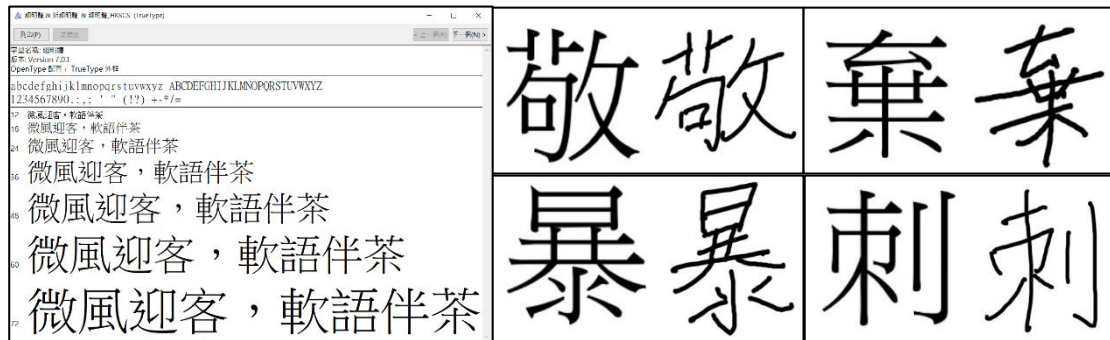 細明體 & 新細明體 & 細明體_HKSCS (TrueType)
列印(P)
<上一個(R) 下一個(N)>
字型名稱: 細明體
版本: Version 7.03
OpenType 配置， TrueType 外框
abcdefghijklmnopqrstuvwxyz ABCDEFGHIJKLMNOPQRSTUVWXYZ
1234567890.:,; ' " (!?) +-*/=
12 微風迎客，軟語伴茶
16 微風迎客，軟語伴茶
24 微風迎客，軟語伴茶
36 微風迎客，軟語伴茶
48 微風迎客，軟語伴茶
60 微風迎客，軟語伴茶
72 微風迎客，軟語伴茶
敬 敬 棄 棄
暴 暴 刺 刺